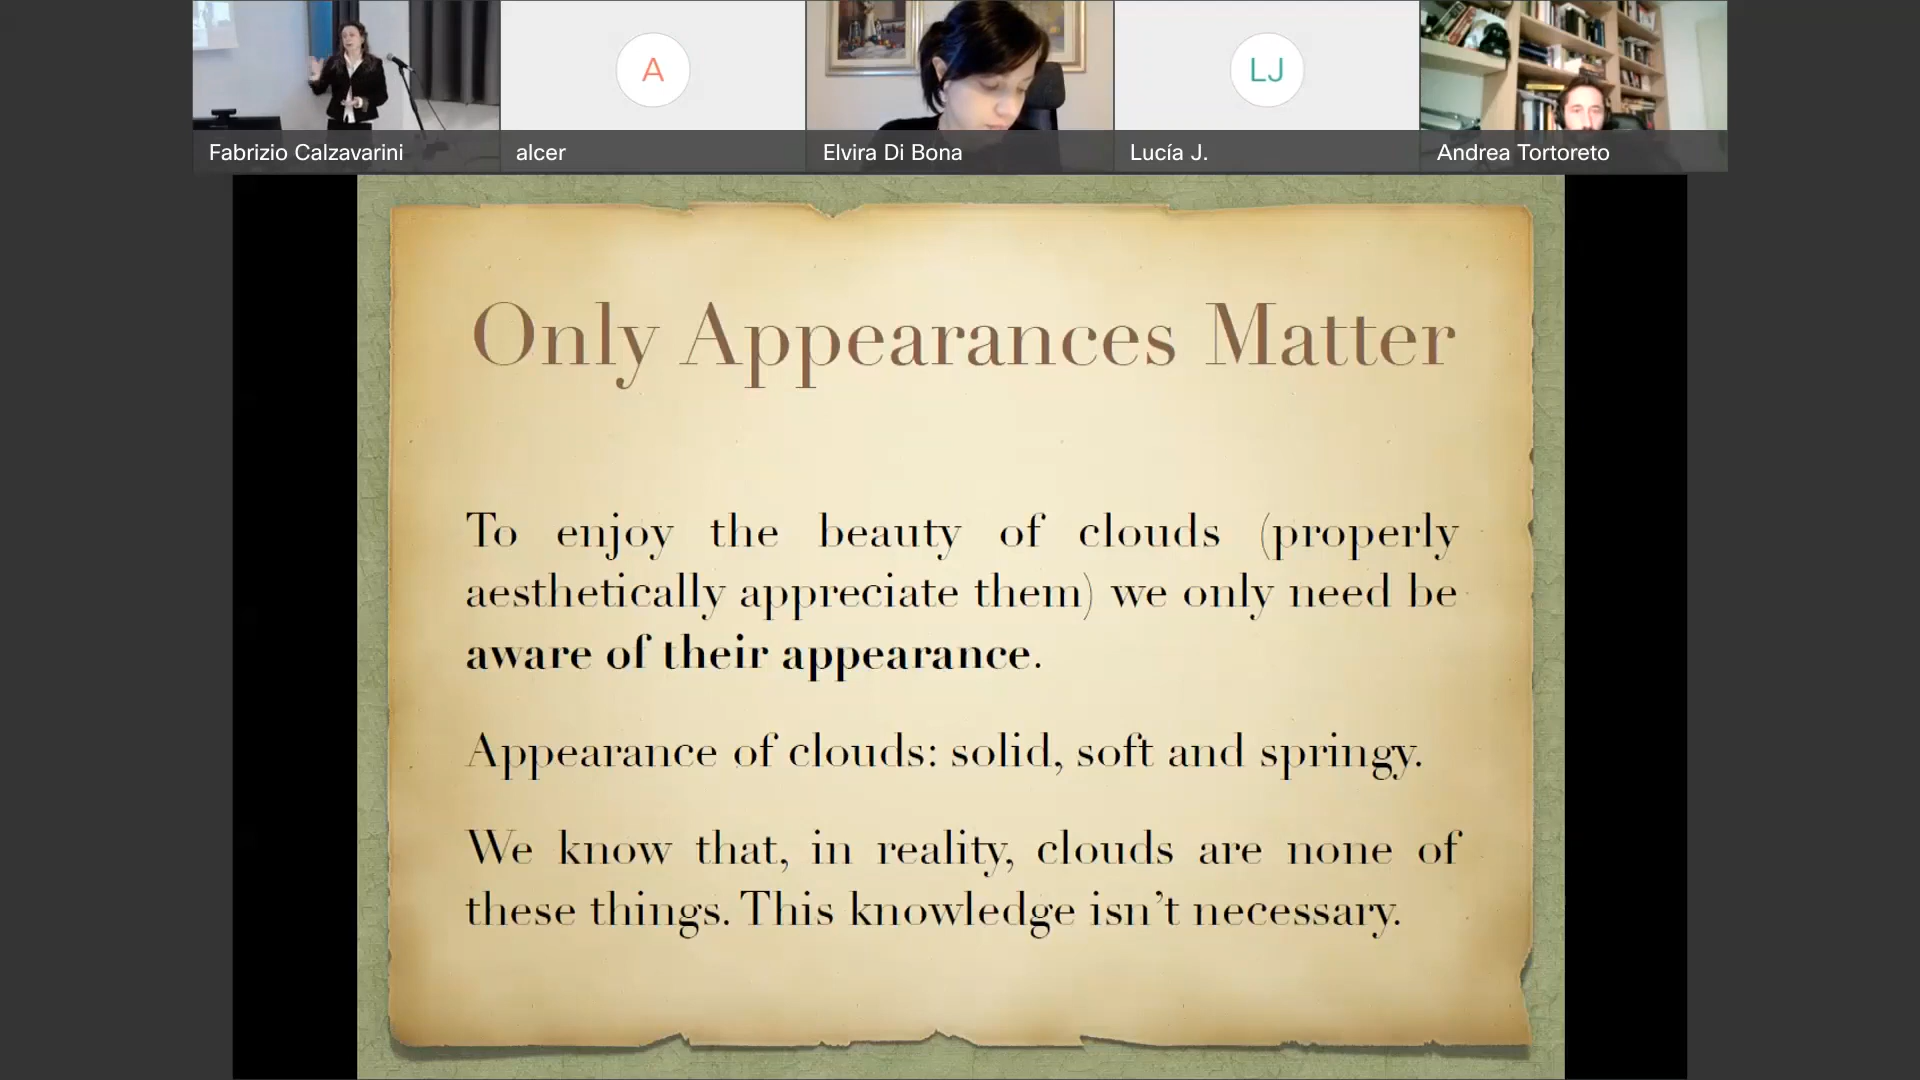 A
LJ
Fabrizio Calzavarini
alcer
Elvira Di Bona
Lucía J.
Andrea Tortoreto
Only Appearances Matter
To enjoy the beauty of clouds (properly
aesthetically appreciate them) we only need be
aware of their appearance.
Appearance of clouds: solid, soft and springy.
We know that, in reality, clouds are none of
these things. This knowledge isn’t necessary.